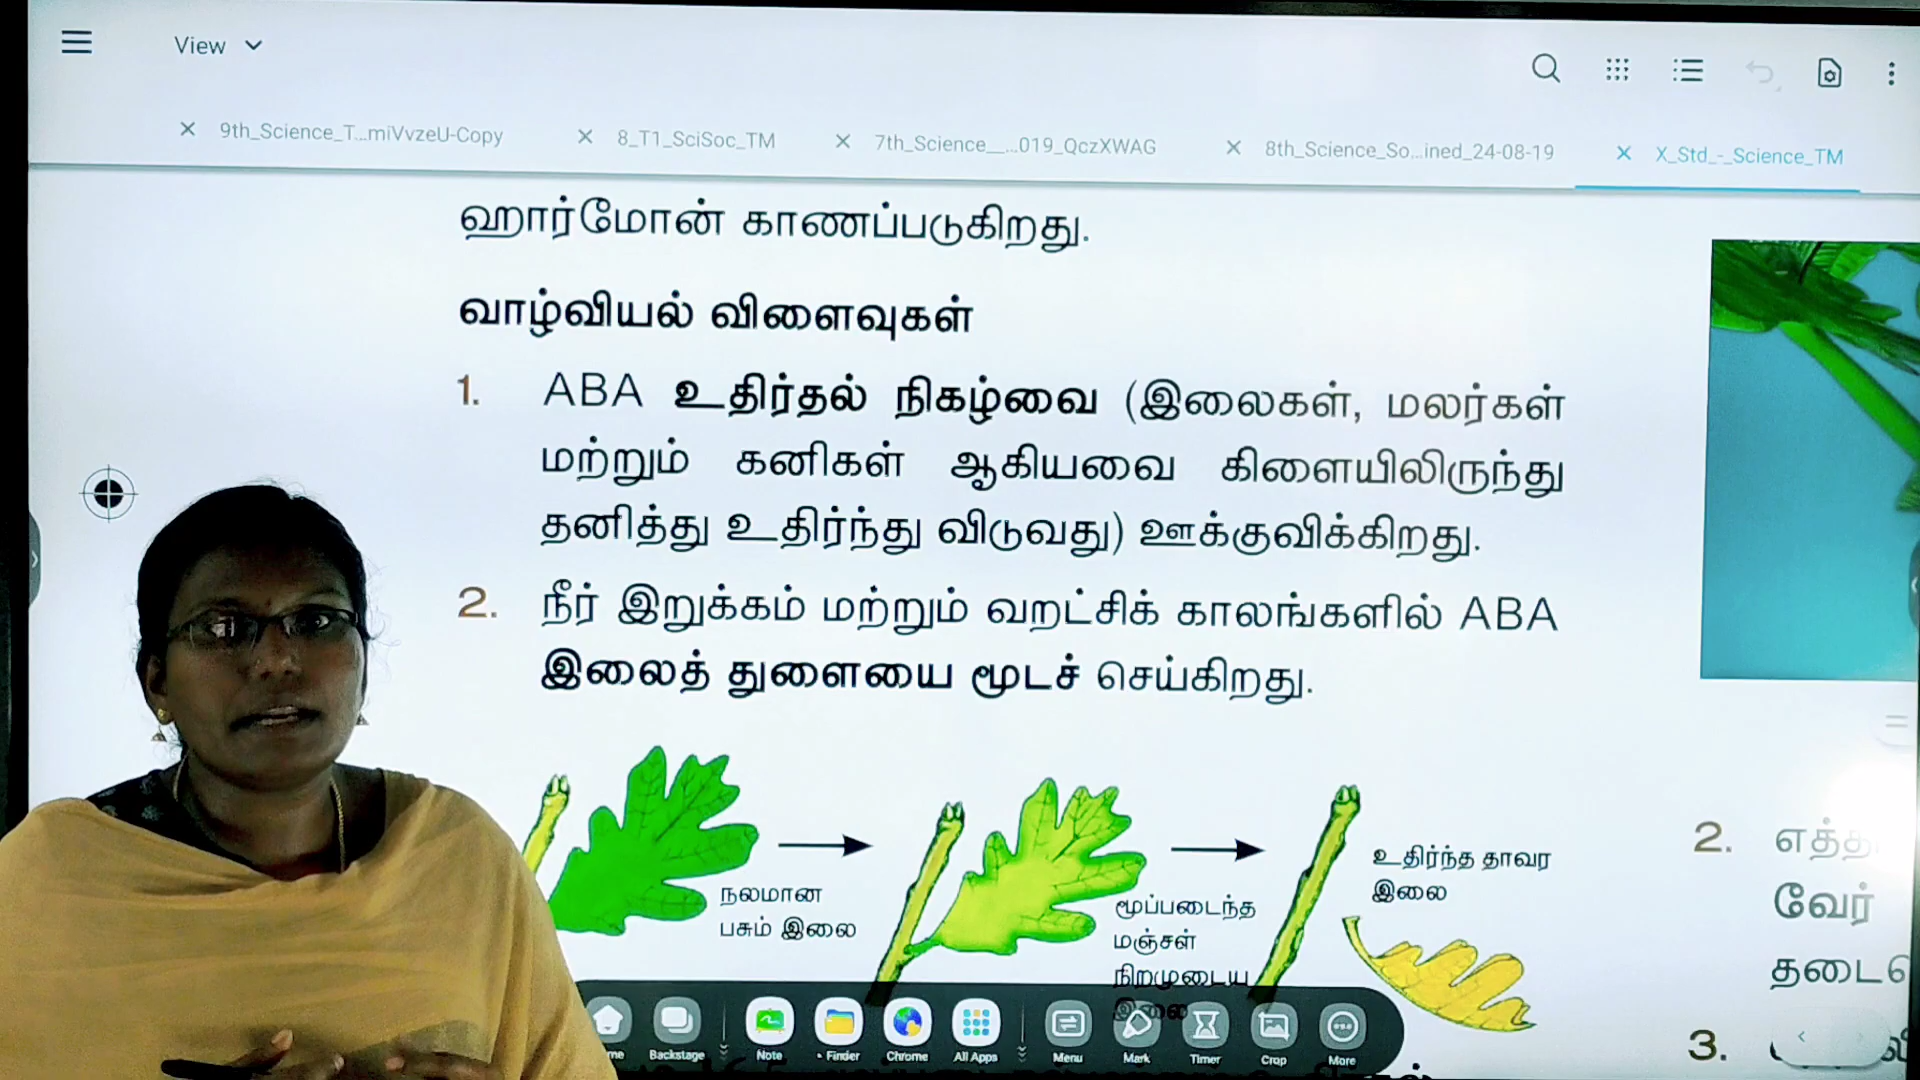 View
9th_Science_T...miVvzeU-Copy
8_T1_SciSoc_TM
7th_Science__...019_QczXWAG
8th_Science_So...ined_24-08-19
X_Std_-_Science_TM
ஹார்மோன் காணப்படுகிறது.
வாழ்வியல் விளைவுகள்
1. ABA உதிர்தல் நிகழ்வை (இலைகள், மலர்கள்
மற்றும் கனிகள் ஆகியவை கிளையிலிருந்து
தனித்து உதிர்ந்து விடுவது) ஊக்குவிக்கிறது.
2. நீர் இறுக்கம் மற்றும் வறட்சிக் காலங்களில் ABA
இலைத் துளையை மூடச் செய்கிறது.
நலமான
பசும் இலை
மூப்படைந்த
மஞ்சள்
நிறமுடைய
இலை
உதிர்ந்த தாவர
இலை
2.
வேர்
3.
Backstage
Note
Finder
Chrome
All Apps
Menu
Mark
Timer
Crop
More